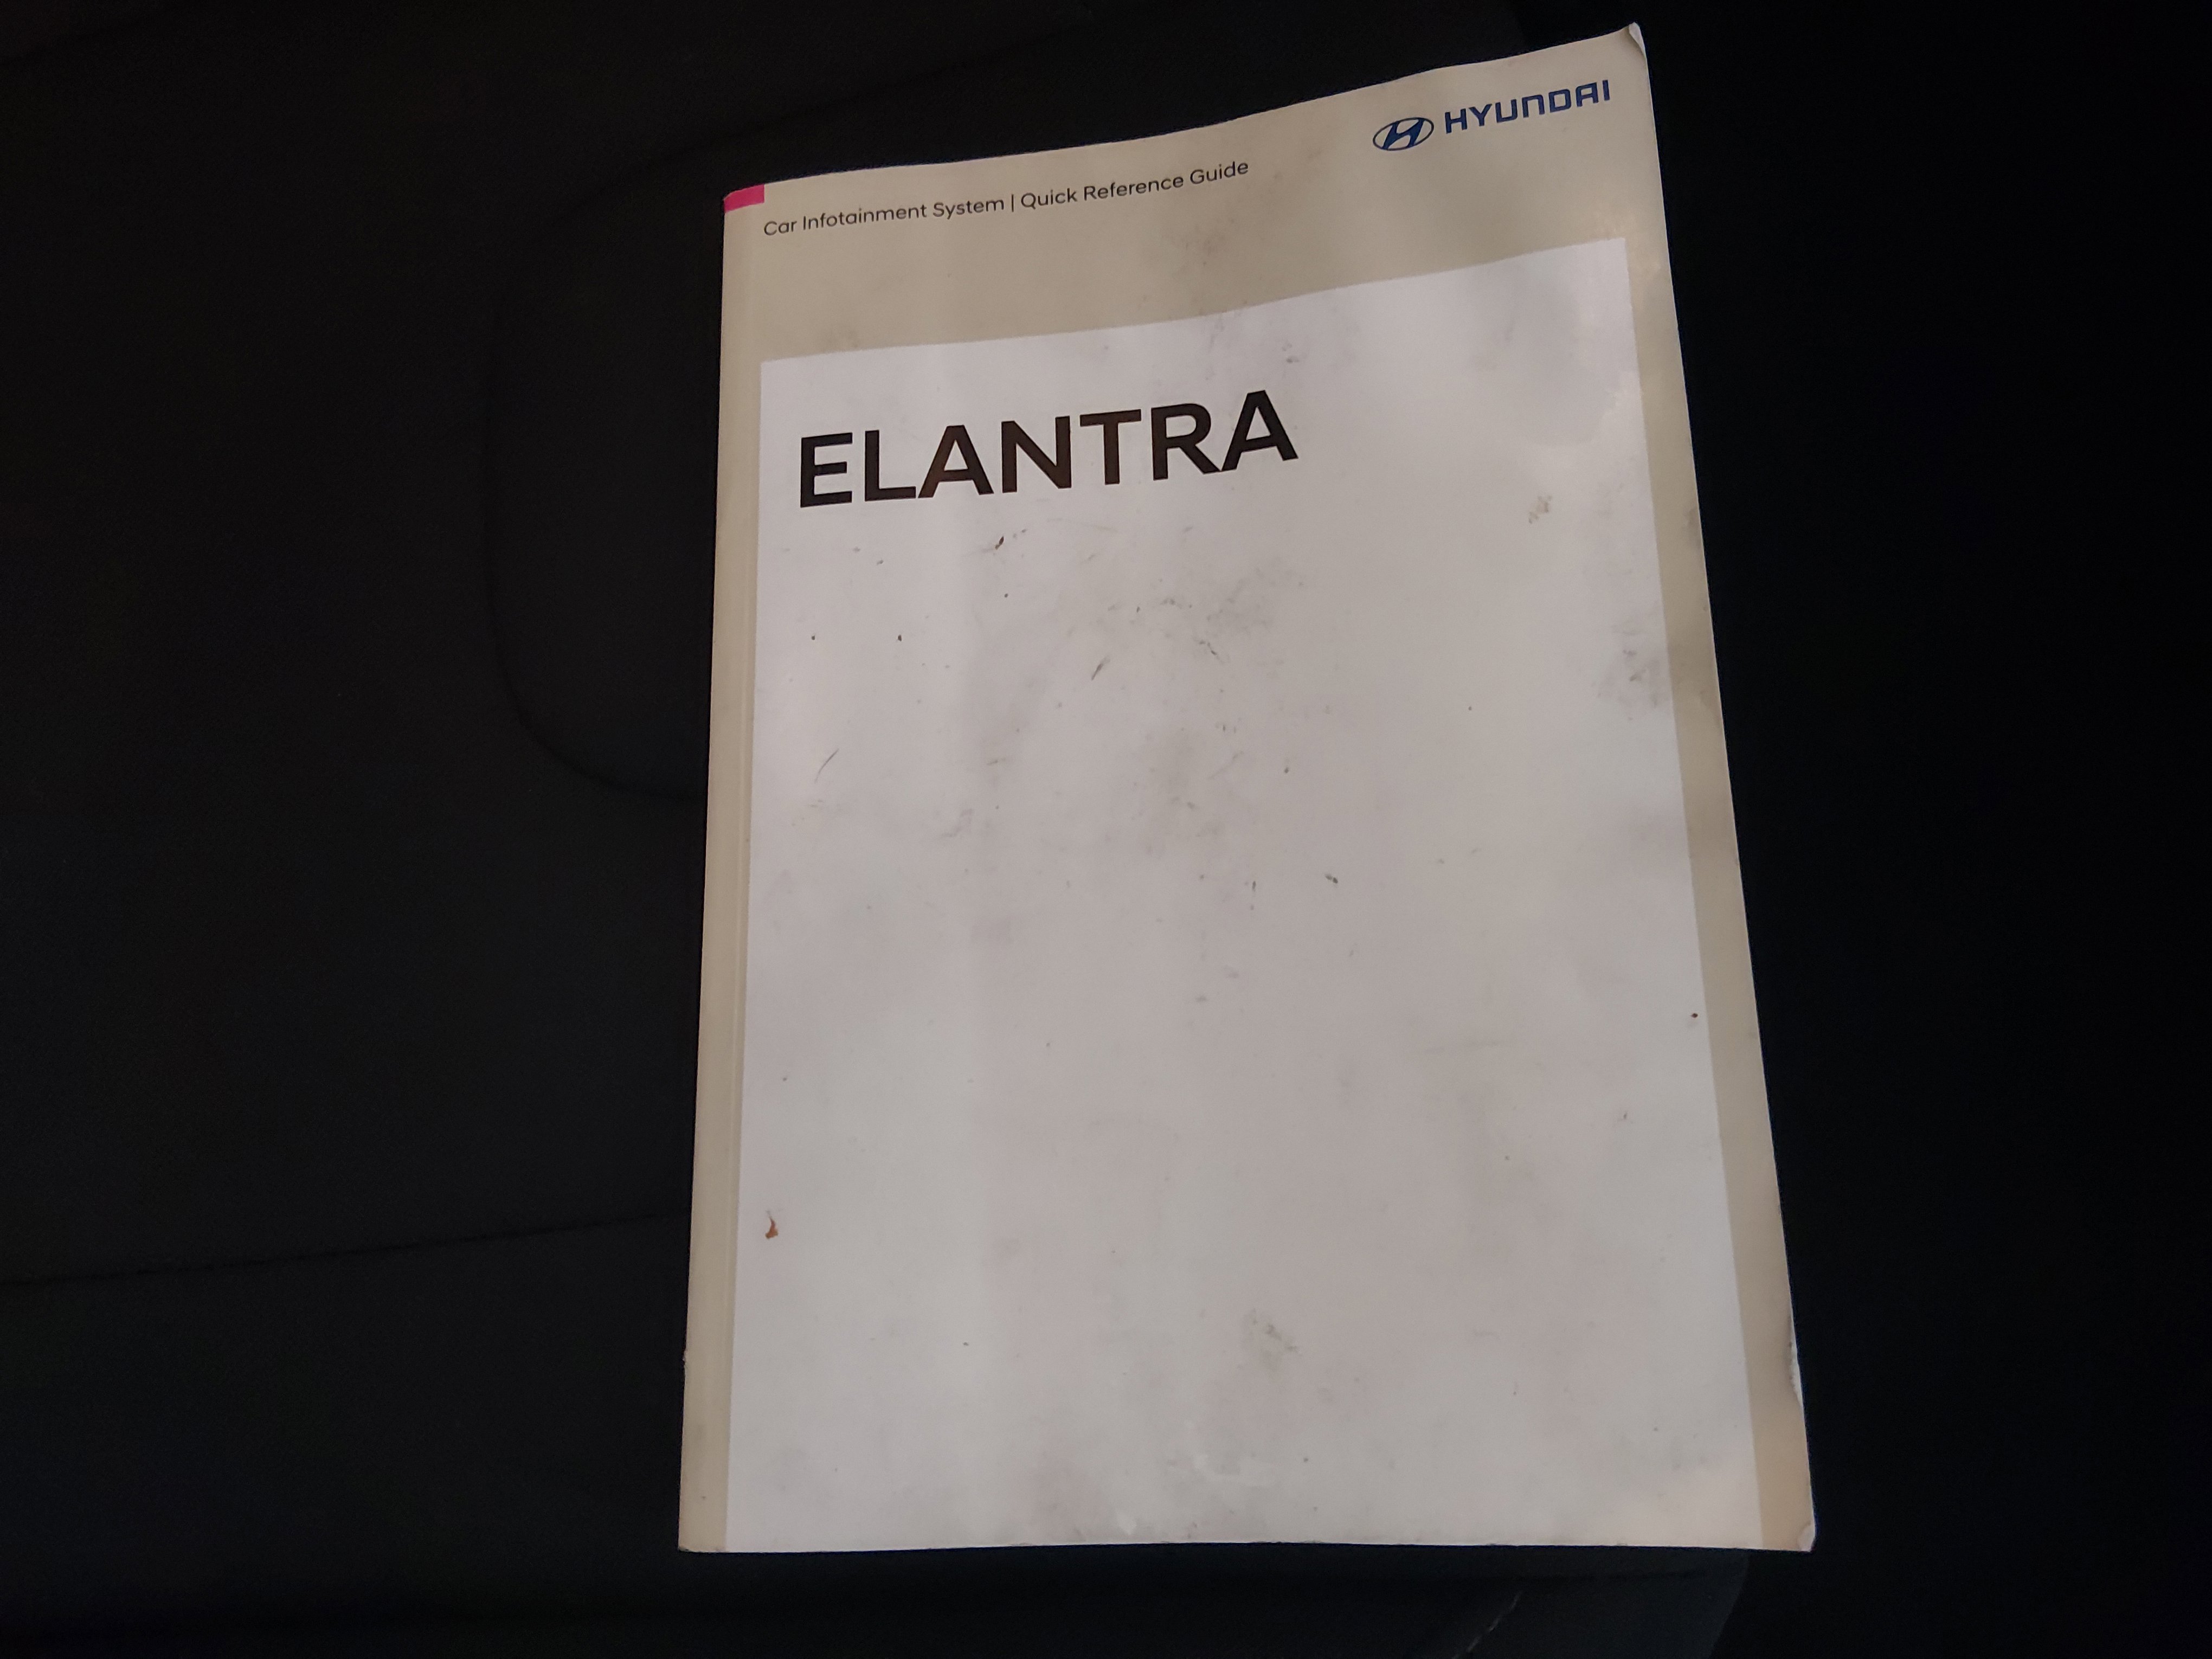 HYUNDAI
Car Infotainment System | Quick Reference Guide
ELANTRA